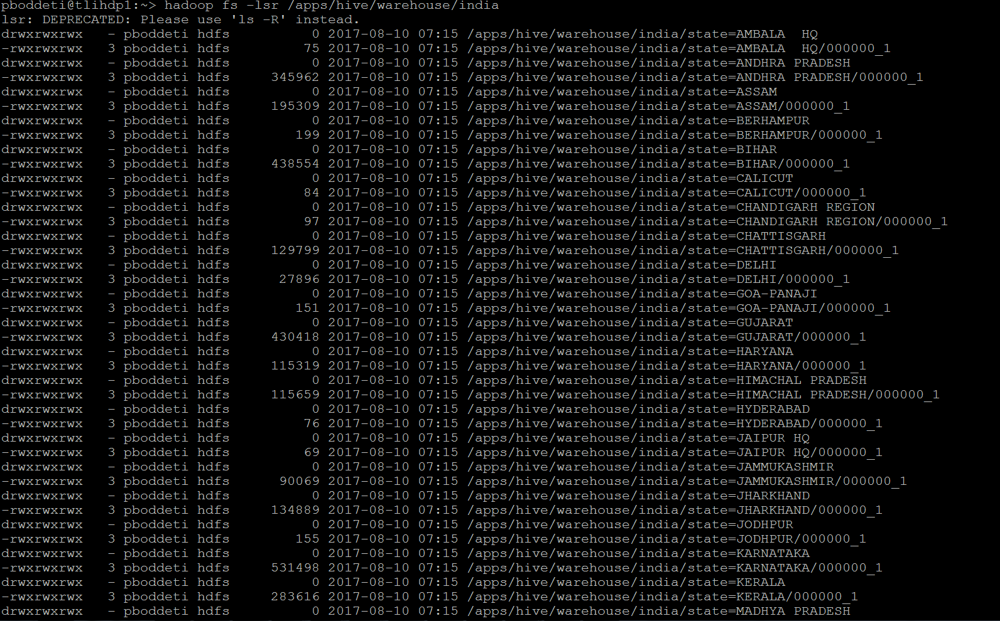 pboddeti@tlihdp1:~> hadoop fs -lsr /apps/hive/warehouse/india
lsr: DEPRECATED: Please use 'ls -R' instead.
drwxrwxrwx   - pboddeti hdfs          0 2017-08-10 07:15 /apps/hive/warehouse/india/state=AMBALA  HQ
-rwxrwxrwx   3 pboddeti hdfs         75 2017-08-10 07:15 /apps/hive/warehouse/india/state=AMBALA  HQ/000000_1
drwxrwxrwx   - pboddeti hdfs          0 2017-08-10 07:15 /apps/hive/warehouse/india/state=ANDHRA PRADESH
-rwxrwxrwx   3 pboddeti hdfs     345962 2017-08-10 07:15 /apps/hive/warehouse/india/state=ANDHRA PRADESH/000000_1
drwxrwxrwx   - pboddeti hdfs          0 2017-08-10 07:15 /apps/hive/warehouse/india/state=ASSAM
-rwxrwxrwx   3 pboddeti hdfs     195309 2017-08-10 07:15 /apps/hive/warehouse/india/state=ASSAM/000000_1
drwxrwxrwx   - pboddeti hdfs          0 2017-08-10 07:15 /apps/hive/warehouse/india/state=BERHAMPUR
-rwxrwxrwx   3 pboddeti hdfs        199 2017-08-10 07:15 /apps/hive/warehouse/india/state=BERHAMPUR/000000_1
drwxrwxrwx   - pboddeti hdfs          0 2017-08-10 07:15 /apps/hive/warehouse/india/state=BIHAR
-rwxrwxrwx   3 pboddeti hdfs     438554 2017-08-10 07:15 /apps/hive/warehouse/india/state=BIHAR/000000_1
drwxrwxrwx   - pboddeti hdfs          0 2017-08-10 07:15 /apps/hive/warehouse/india/state=CALICUT
-rwxrwxrwx   3 pboddeti hdfs         84 2017-08-10 07:15 /apps/hive/warehouse/india/state=CALICUT/000000_1
drwxrwxrwx   - pboddeti hdfs          0 2017-08-10 07:15 /apps/hive/warehouse/india/state=CHANDIGARH REGION
-rwxrwxrwx   3 pboddeti hdfs         97 2017-08-10 07:15 /apps/hive/warehouse/india/state=CHANDIGARH REGION/000000_1
drwxrwxrwx   - pboddeti hdfs          0 2017-08-10 07:15 /apps/hive/warehouse/india/state=CHATTISGARH
-rwxrwxrwx   3 pboddeti hdfs     129799 2017-08-10 07:15 /apps/hive/warehouse/india/state=CHATTISGARH/000000_1
drwxrwxrwx   - pboddeti hdfs          0 2017-08-10 07:15 /apps/hive/warehouse/india/state=DELHI
-rwxrwxrwx   3 pboddeti hdfs      27896 2017-08-10 07:15 /apps/hive/warehouse/india/state=DELHI/000000_1
drwxrwxrwx   - pboddeti hdfs          0 2017-08-10 07:15 /apps/hive/warehouse/india/state=GOA-PANAJI
-rwxrwxrwx   3 pboddeti hdfs        151 2017-08-10 07:15 /apps/hive/warehouse/india/state=GOA-PANAJI/000000_1
drwxrwxrwx   - pboddeti hdfs          0 2017-08-10 07:15 /apps/hive/warehouse/india/state=GUJARAT
-rwxrwxrwx   3 pboddeti hdfs     430418 2017-08-10 07:15 /apps/hive/warehouse/india/state=GUJARAT/000000_1
drwxrwxrwx   - pboddeti hdfs          0 2017-08-10 07:15 /apps/hive/warehouse/india/state=HARYANA
-rwxrwxrwx   3 pboddeti hdfs     115319 2017-08-10 07:15 /apps/hive/warehouse/india/state=HARYANA/000000_1
drwxrwxrwx   - pboddeti hdfs          0 2017-08-10 07:15 /apps/hive/warehouse/india/state=HIMACHAL PRADESH
-rwxrwxrwx   3 pboddeti hdfs     115659 2017-08-10 07:15 /apps/hive/warehouse/india/state=HIMACHAL PRADESH/000000_1
drwxrwxrwx   - pboddeti hdfs          0 2017-08-10 07:15 /apps/hive/warehouse/india/state=HYDERABAD
-rwxrwxrwx   3 pboddeti hdfs         76 2017-08-10 07:15 /apps/hive/warehouse/india/state=HYDERABAD/000000_1
drwxrwxrwx   - pboddeti hdfs          0 2017-08-10 07:15 /apps/hive/warehouse/india/state=JAIPUR HQ
-rwxrwxrwx   3 pboddeti hdfs         69 2017-08-10 07:15 /apps/hive/warehouse/india/state=JAIPUR HQ/000000_1
drwxrwxrwx   - pboddeti hdfs          0 2017-08-10 07:15 /apps/hive/warehouse/india/state=JAMMUKASHMIR
-rwxrwxrwx   3 pboddeti hdfs      90069 2017-08-10 07:15 /apps/hive/warehouse/india/state=JAMMUKASHMIR/000000_1
drwxrwxrwx   - pboddeti hdfs          0 2017-08-10 07:15 /apps/hive/warehouse/india/state=JHARKHAND
-rwxrwxrwx   3 pboddeti hdfs     134889 2017-08-10 07:15 /apps/hive/warehouse/india/state=JHARKHAND/000000_1
drwxrwxrwx   - pboddeti hdfs          0 2017-08-10 07:15 /apps/hive/warehouse/india/state=JODHPUR
-rwxrwxrwx   3 pboddeti hdfs        155 2017-08-10 07:15 /apps/hive/warehouse/india/state=JODHPUR/000000_1
drwxrwxrwx   - pboddeti hdfs          0 2017-08-10 07:15 /apps/hive/warehouse/india/state=KARNATAKA
-rwxrwxrwx   3 pboddeti hdfs     531498 2017-08-10 07:15 /apps/hive/warehouse/india/state=KARNATAKA/000000_1
drwxrwxrwx   - pboddeti hdfs          0 2017-08-10 07:15 /apps/hive/warehouse/india/state=KERALA
-rwxrwxrwx   3 pboddeti hdfs     283616 2017-08-10 07:15 /apps/hive/warehouse/india/state=KERALA/000000_1
drwxrwxrwx   - pboddeti hdfs          0 2017-08-10 07:15 /apps/hive/warehouse/india/state=MADHYA PRADESH